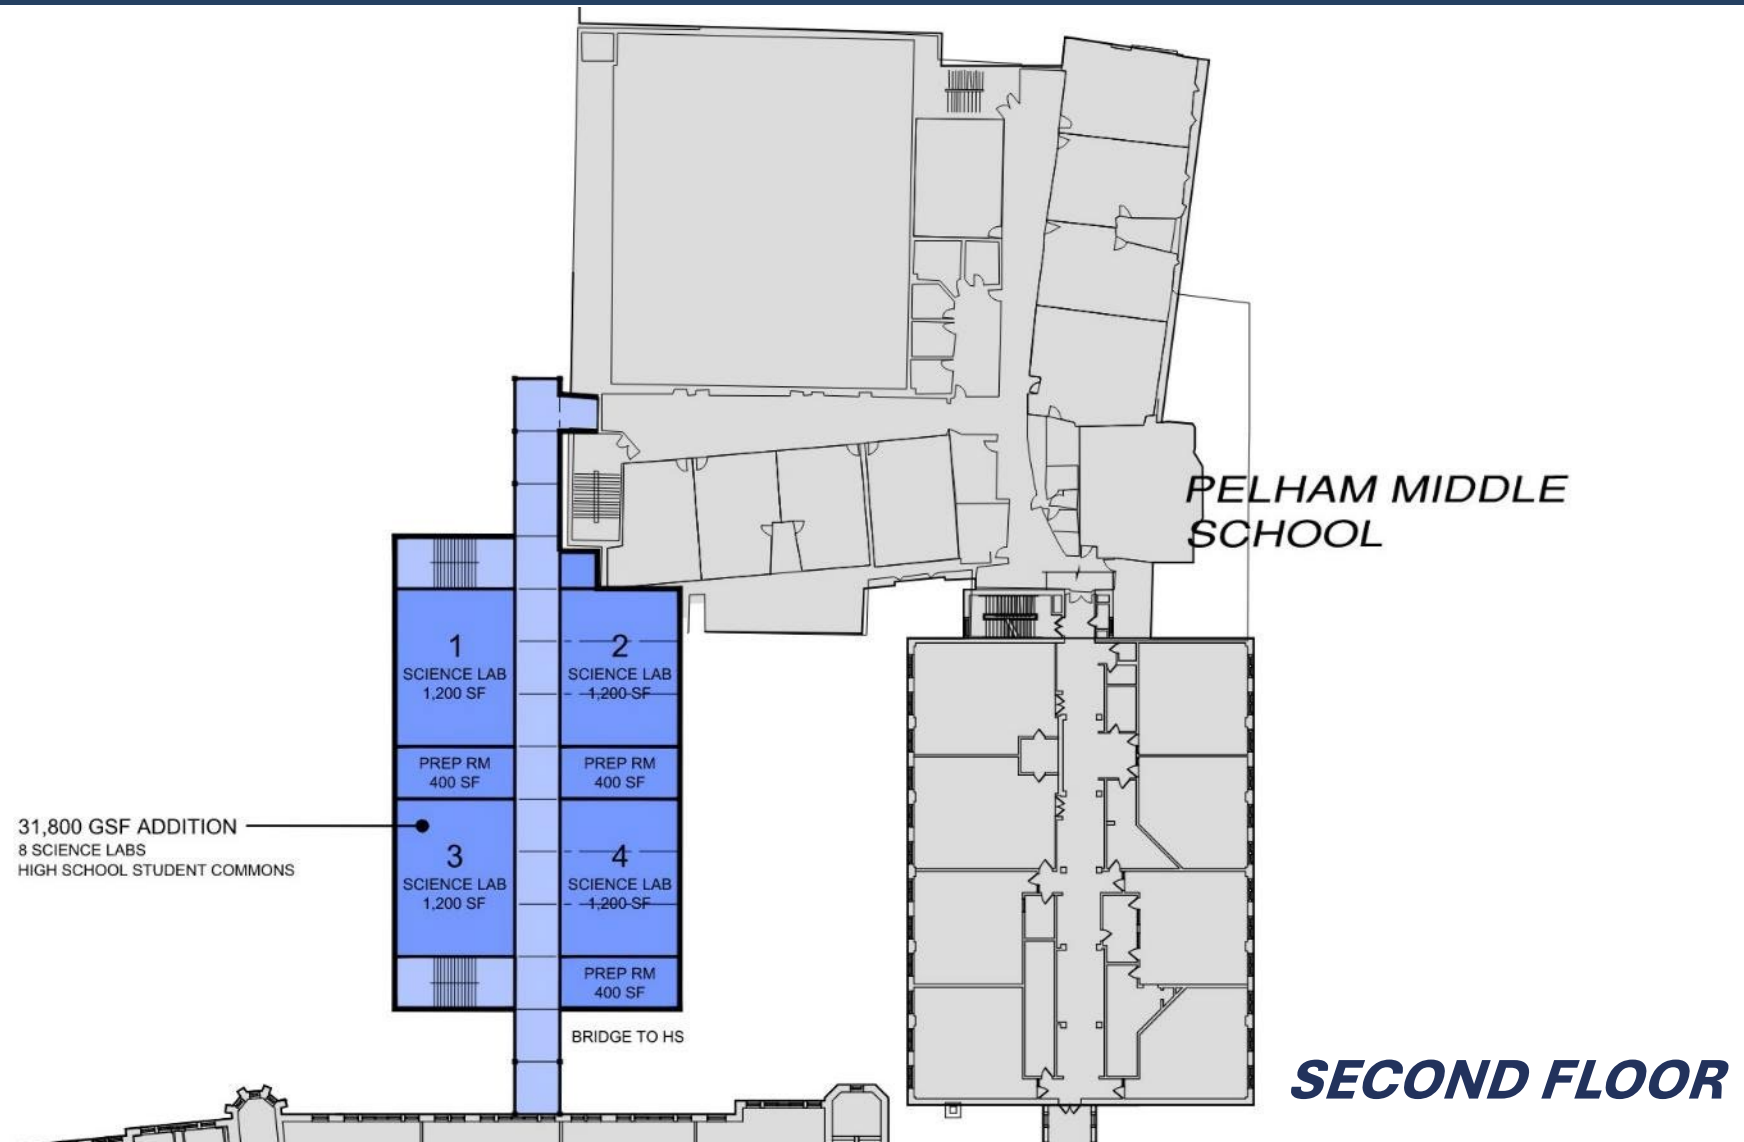 PELHAM MIDDLE
SCHOOL
1
SCIENCE LAB
1,200 SF
2
SCIENCE LAB
1,200 SF
PREP RM
400 SF
PREP RM
400 SF
31,800 GSF ADDITION
8 SCIENCE LABS
HIGH SCHOOL STUDENT COMMONS
3
SCIENCE LAB
1,200 SF
4
SCIENCE LAB
1,200 SF
PREP RM
400 SF
BRIDGE TO HS
SECOND FLOOR